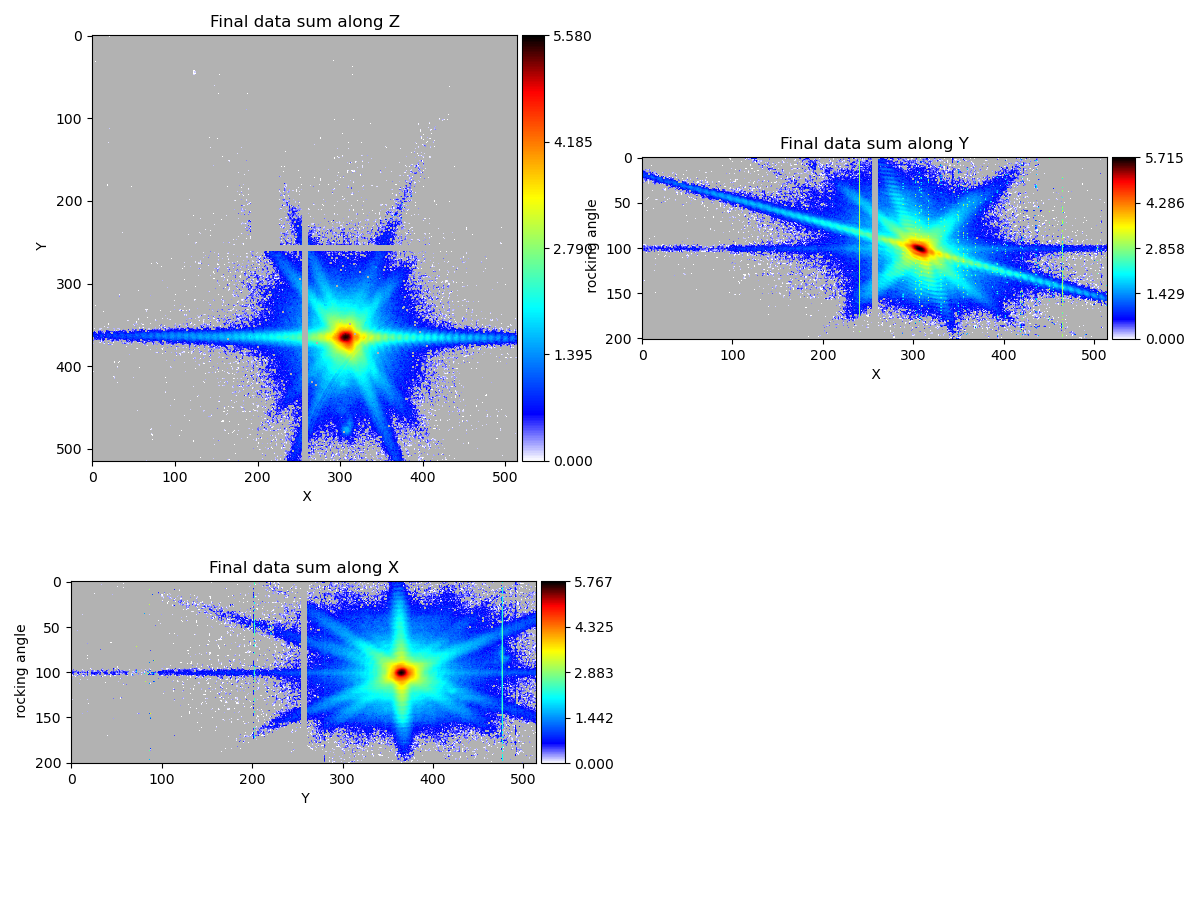 Final data sum along Z
0
100
200
300
400
500
0 100 200 300 400 500
X
Y
5.580
4.185
2.790
1.395
0.000
Final data sum along Y
0
50
100
150
200
0 100 200 300 400 500
X
rocking angle
5.715
4.286
2.858
1.429
0.000
Final data sum along X
0
50
100
150
200
0 100 200 300 400 500
Y
rocking angle
5.767
4.325
2.883
1.442
0.000